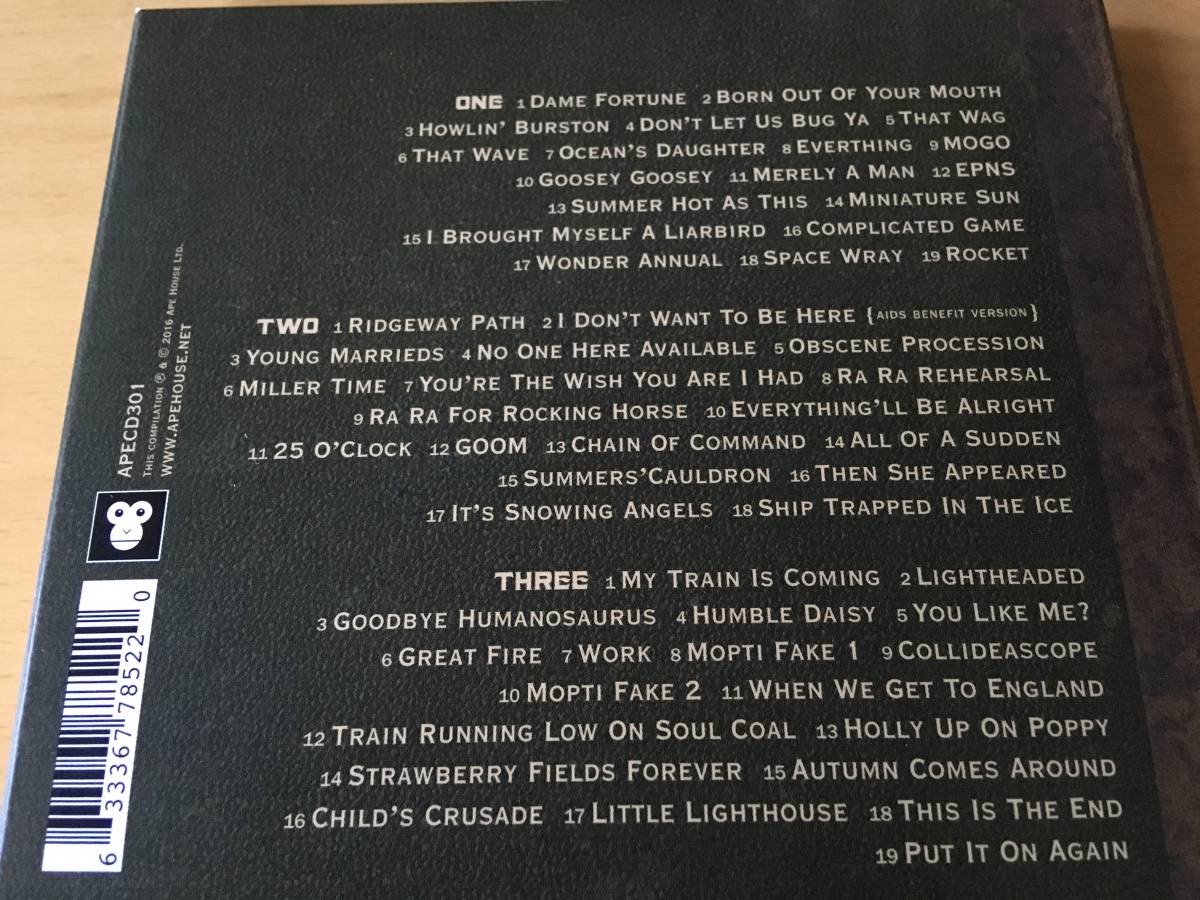 ONE 1 DAME FORTUNE 2 BORN OUT OF YOUR MOUTH
3 HOWLIN' BURSTON 4 DON'T LET US BUG YA 5 THAT WAG
6 THAT WAVE 7 OCEAN'S DAUGHTER 8 EVERTHING 9 MOGO
10 GOOSEY GOOSEY 11 MERELY A MAN 12 EPNS
13 SUMMER HOT AS THIS 14 MINIATURE SUN
15 I BROUGHT MYSELF A LIARBIRD 16 COMPLICATED GAME
17 WONDER ANNUAL 18 SPACE WRAY 19 ROCKET
TWO 1 RIDGEWAY PATH 2 I DON'T WANT TO BE HERE {AIDS BENEFIT VERSION}
3 YOUNG MARRIEDS 4 NO ONE HERE AVAILABLE 5 OBSCENE PROCESSION
6 MILLER TIME 7 YOU'RE THE WISH YOU ARE I HAD 8 RA RA REHEARSAL
9 RA RA FOR ROCKING HORSE 10 EVERYTHING'LL BE ALRIGHT
11 25 O'CLOCK 12 GOOM 13 CHAIN OF COMMAND 14 ALL OF A SUDDEN
15 SUMMERS'CAULDRON 16 THEN SHE APPEARED
17 IT'S SNOWING ANGELS 18 SHIP TRAPPED IN THE ICE
THREE 1 MY TRAIN IS COMING 2 LIGHTHEADED
3 GOODBYE HUMANOSAURUS 4 HUMBLE DAISY 5 YOU LIKE ME?
6 GREAT FIRE 7 WORK 8 MOPTI FAKE 1 9 COLLIDEASCOPE
10 MOPTI FAKE 2 11 WHEN WE GET TO ENGLAND
12 TRAIN RUNNING LOW ON SOUL COAL 13 HOLLY UP ON POPPY
14 STRAWBERRY FIELDS FOREVER 15 AUTUMN COMES AROUND
16 CHILD'S CRUSADE 17 LITTLE LIGHTHOUSE 18 THIS IS THE END
19 PUT IT ON AGAIN
APECD301
THIS COMPILATION ℗ & © 2016 APE HOUSE LTD.
WWW.APEHOUSE.NET
6 33367 78522 0